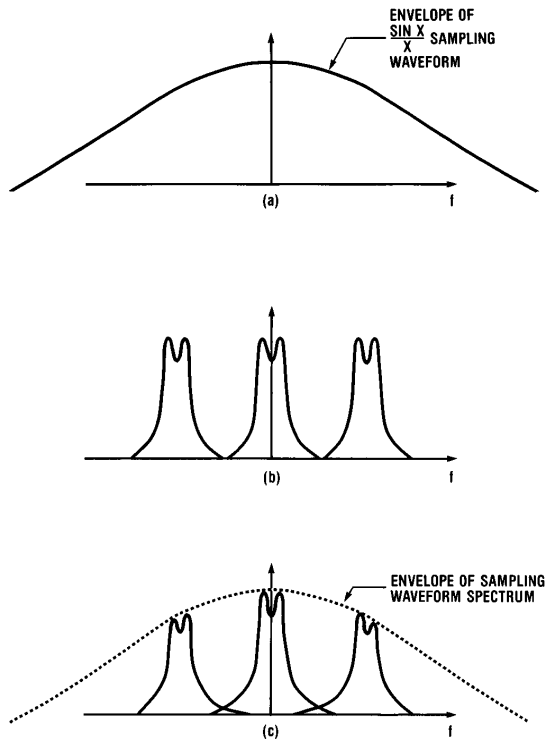 ENVELOPE OF
SIN X
X SAMPLING
WAVEFORM
(a) f
(b) f
ENVELOPE OF SAMPLING
WAVEFORM SPECTRUM
(c) f